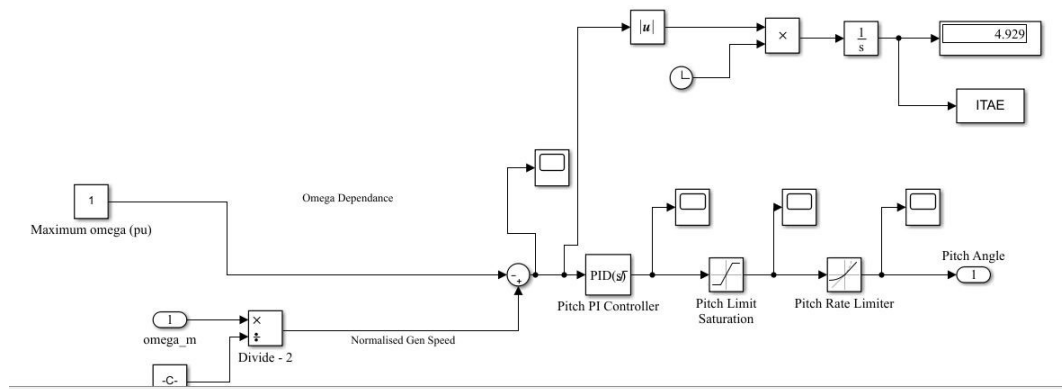 |u|
×
1
s
4.929
ITAE
Omega Dependance
1
Maximum omega (pu)
-
+
PID(s)
Pitch PI Controller
Pitch Limit
Saturation
Pitch Rate Limiter
Pitch Angle
1
1
omega_m
×
÷
Divide - 2
Normalised Gen Speed
-C-